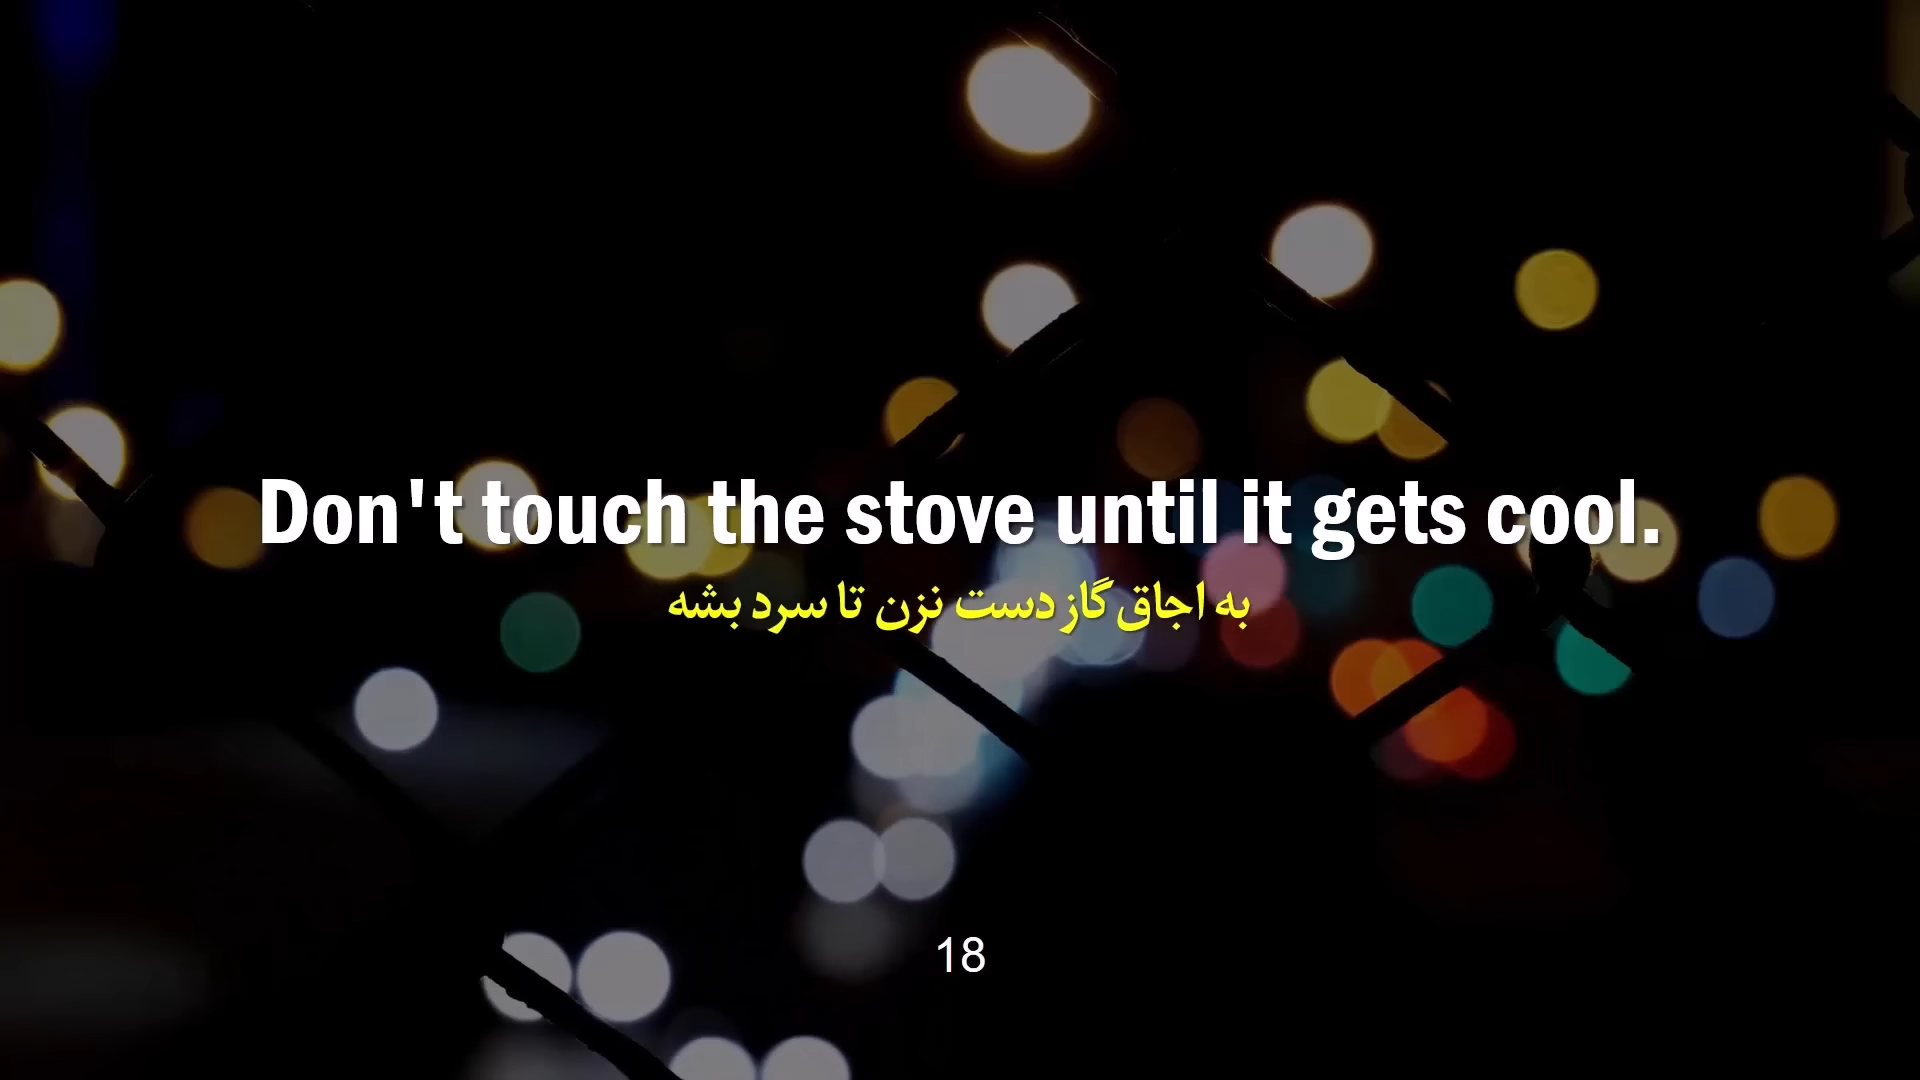 Don't touch the stove until it gets cool.
به اجاق گاز دست نزن تا سرد بشه
18